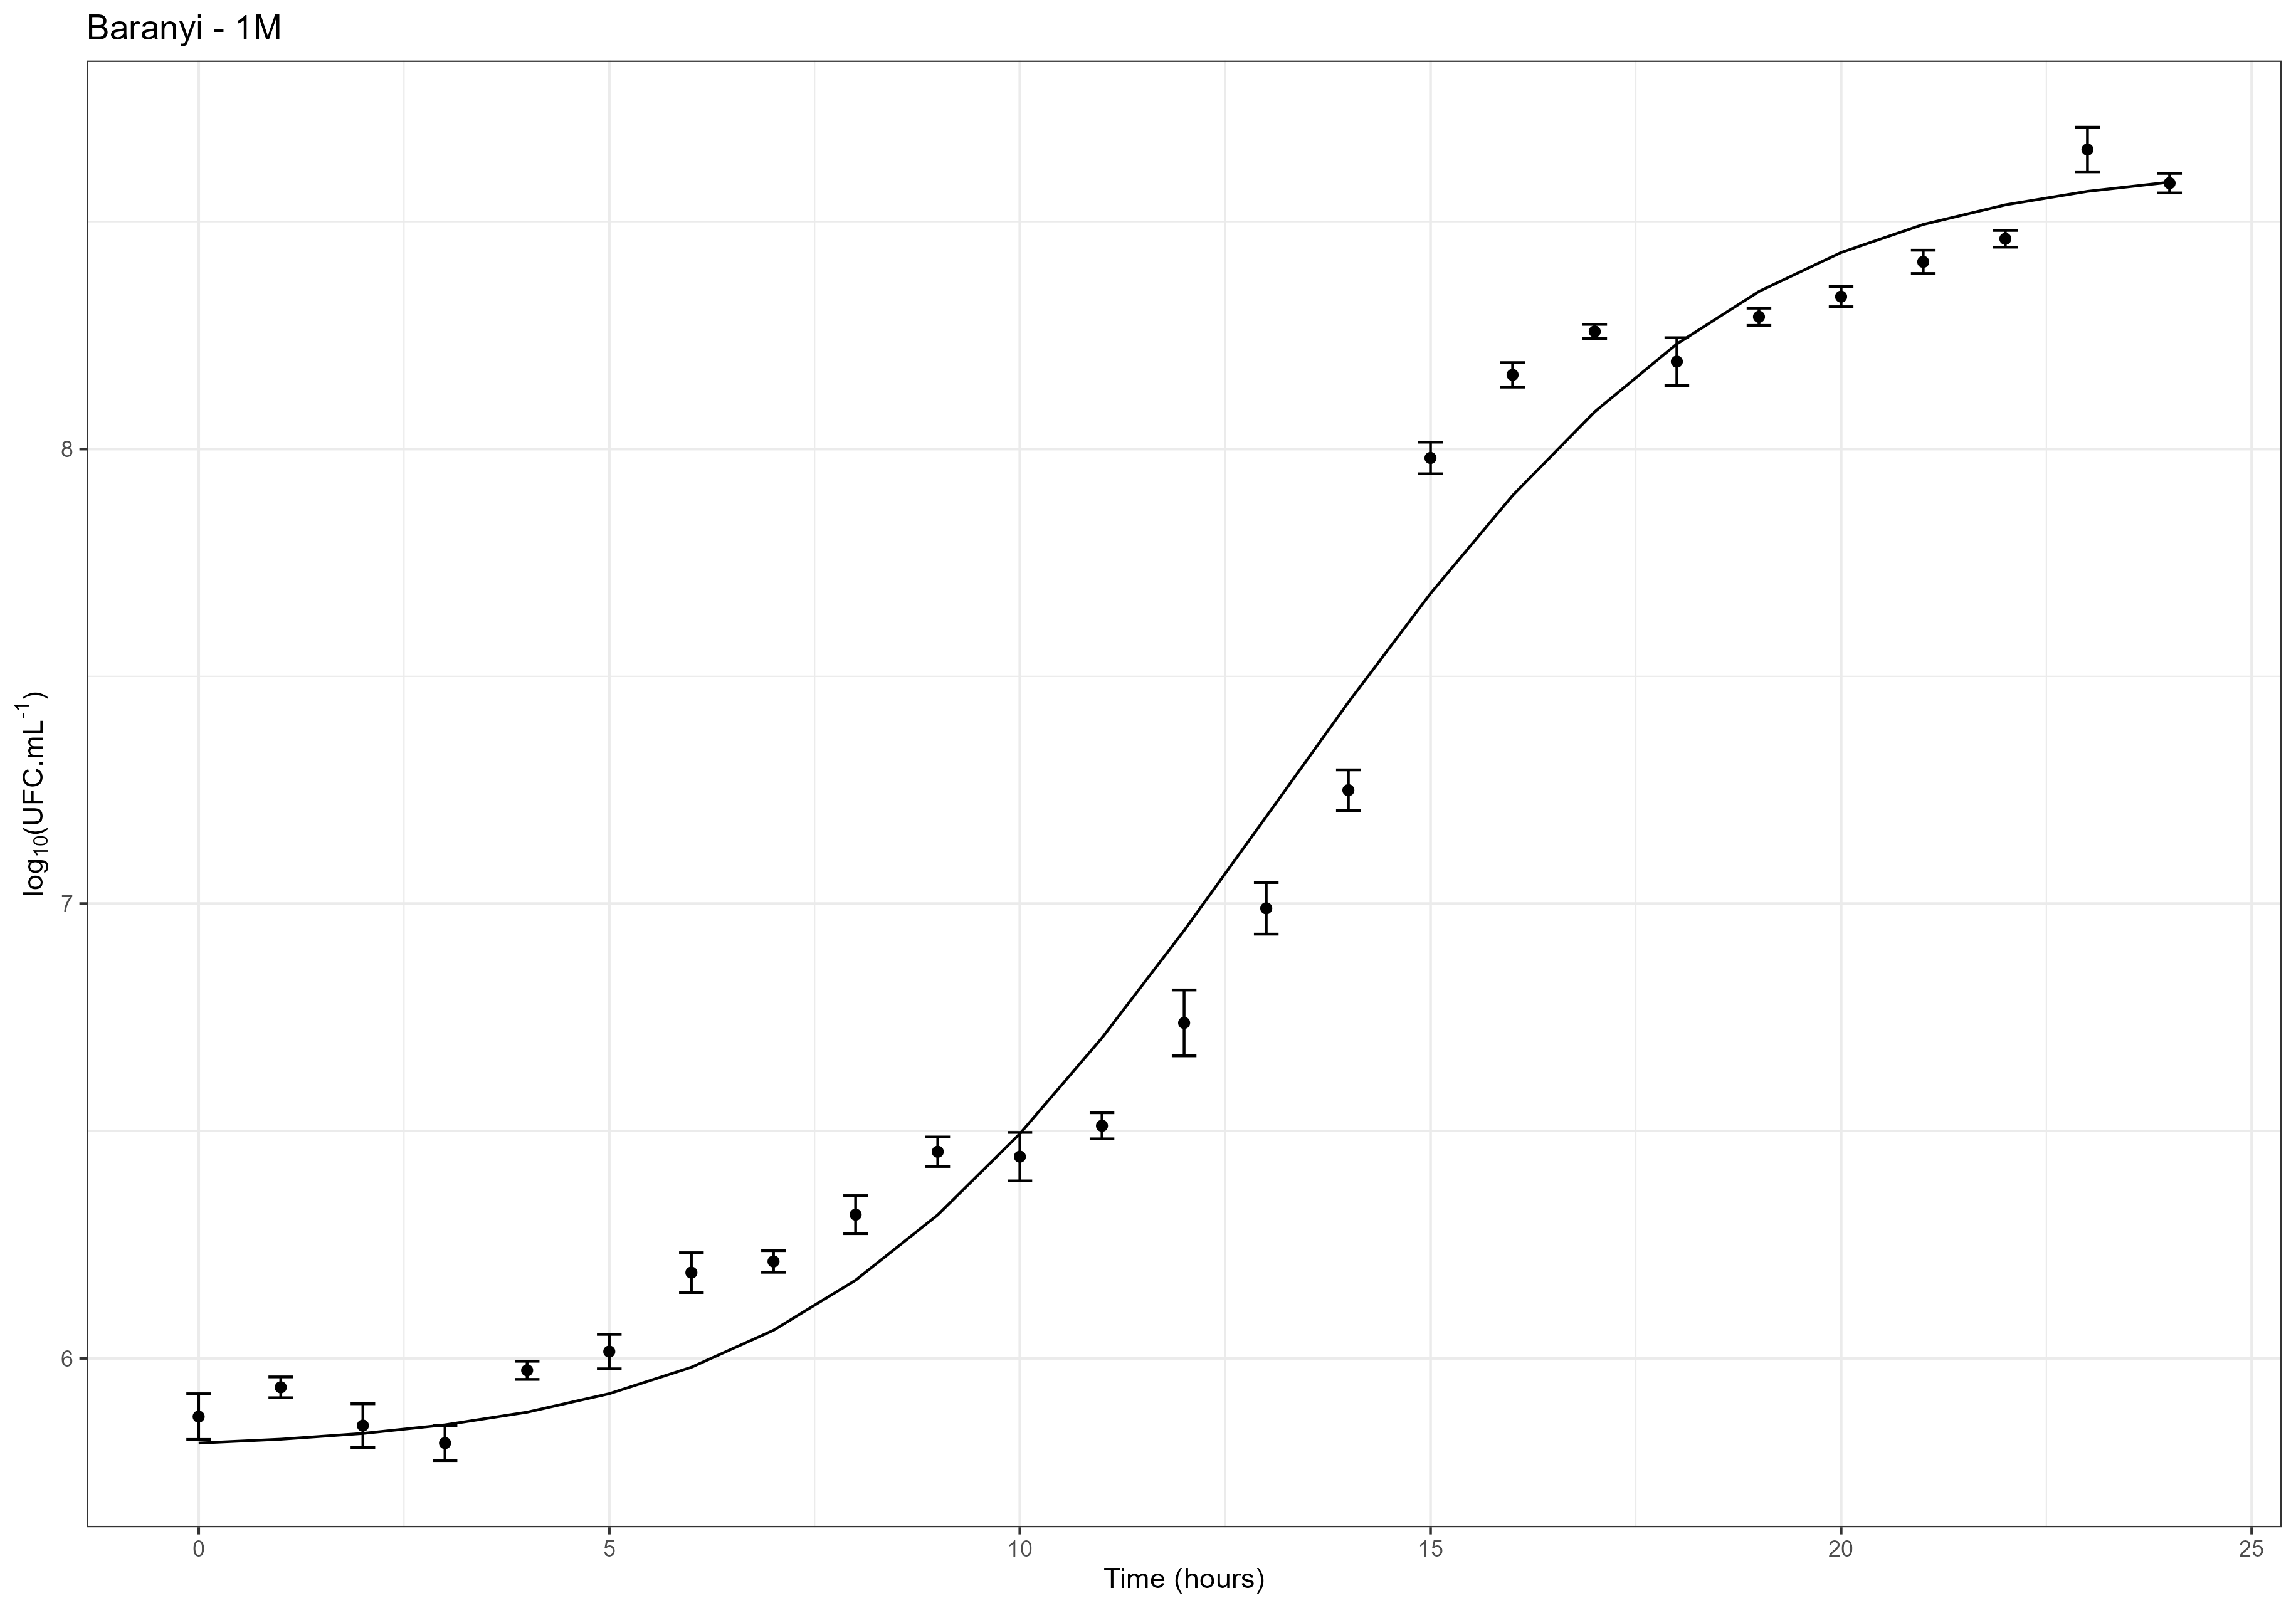 Baranyi - 1M
log₁₀(UFC.mL⁻¹)
8
7
6
0 5 10 15 20 25
Time (hours)